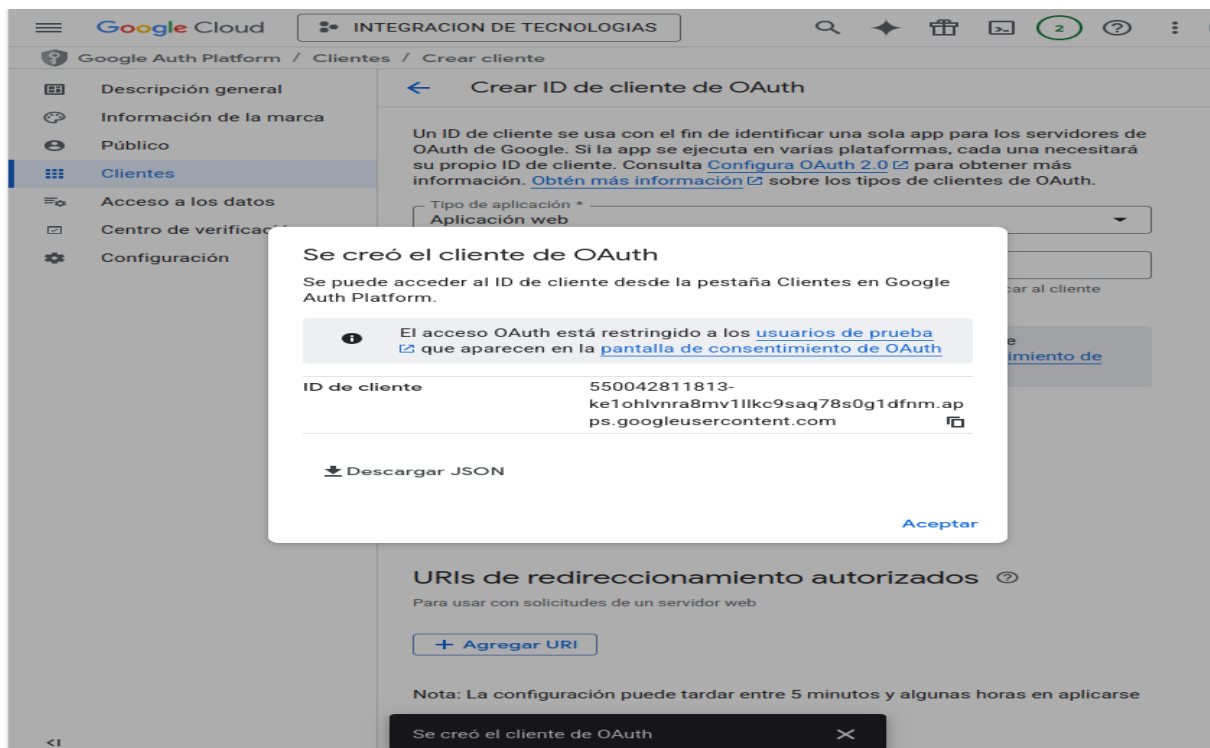 Google Cloud
INTEGRACION DE TECNOLOGIAS
2
Google Auth Platform / Clientes / Crear cliente
Descripción general
Información de la marca
Público
Clientes
Acceso a los datos
Centro de verificac
Configuración
Crear ID de cliente de OAuth
Un ID de cliente se usa con el fin de identificar una sola app para los servidores de
OAuth de Google. Si la app se ejecuta en varias plataformas, cada una necesitará
su propio ID de cliente. Consulta Configura OAuth 2.0 para obtener más
información. Obtén más información sobre los tipos de clientes de OAuth.
Tipo de aplicación *
Aplicación web
car al cliente
e
imiento de
Se creó el cliente de OAuth
Se puede acceder al ID de cliente desde la pestaña Clientes en Google
Auth Platform.
El acceso OAuth está restringido a los usuarios de prueba
que aparecen en la pantalla de consentimiento de OAuth
ID de cliente
550042811813-
ke1ohlvnra8mv1llkc9saq78s0g1dfnm.ap
ps.googleusercontent.com
Descargar JSON
Aceptar
URIs de redireccionamiento autorizados
Para usar con solicitudes de un servidor web
+ Agregar URI
Nota: La configuración puede tardar entre 5 minutos y algunas horas en aplicarse
Se creó el cliente de OAuth